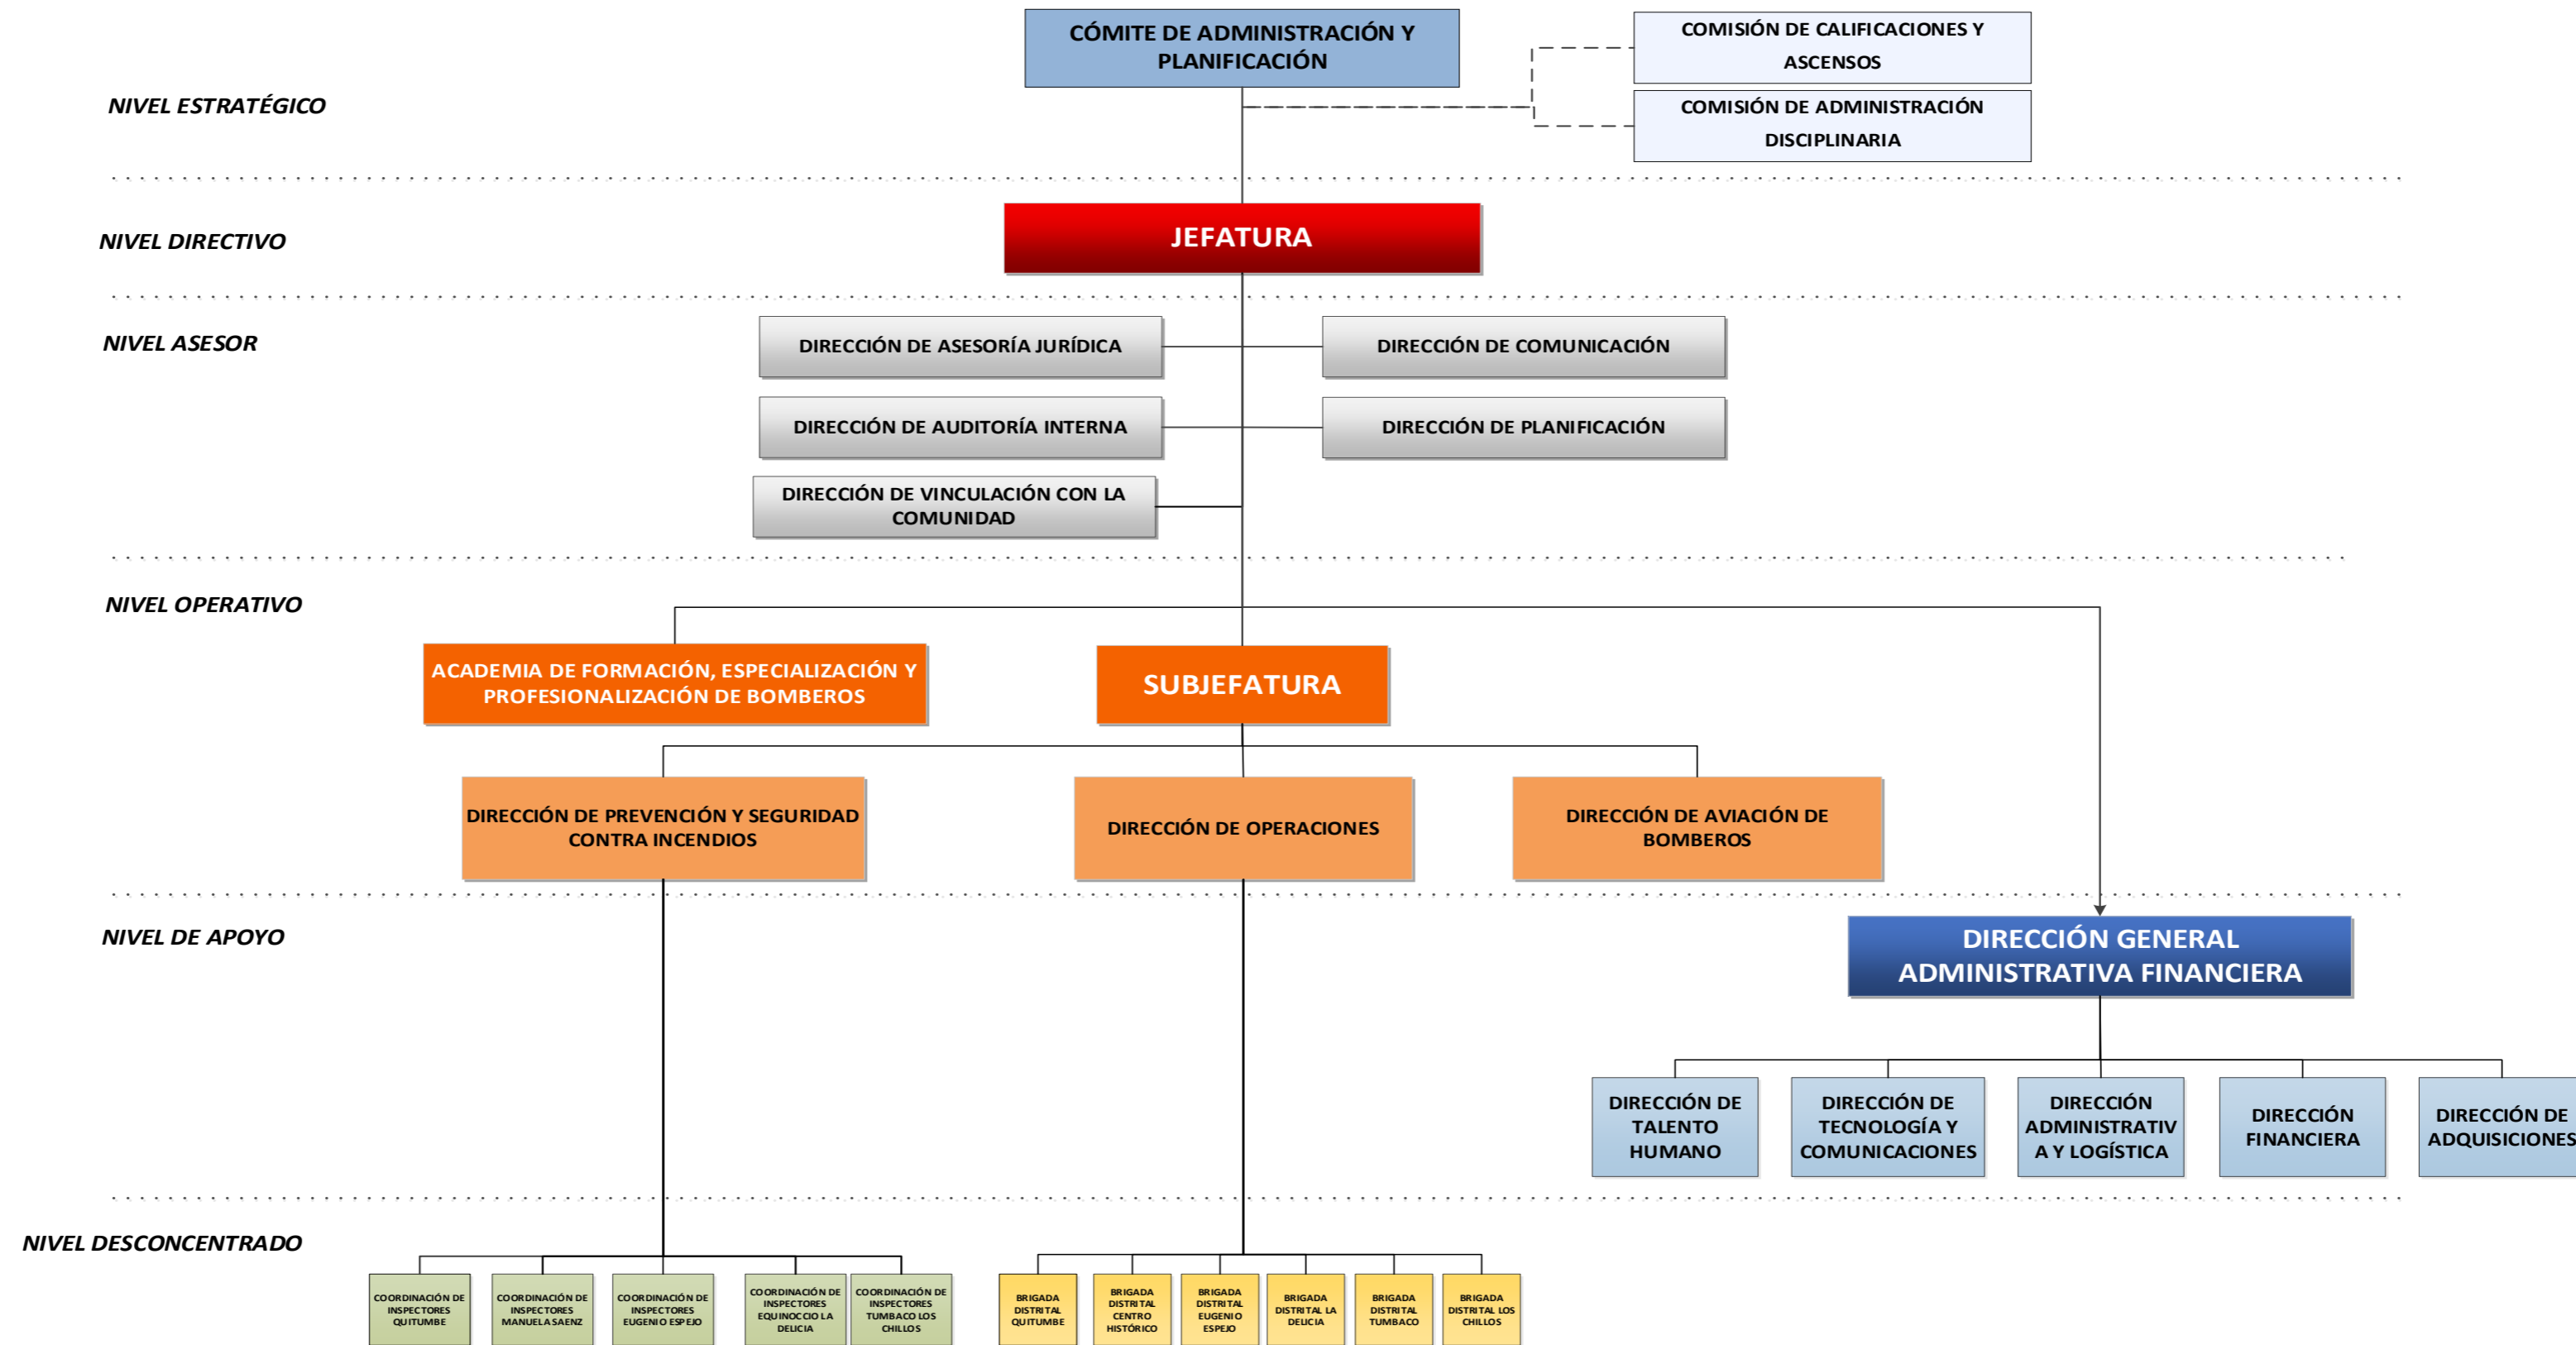 CÓMITE DE ADMINISTRACIÓN Y
PLANIFICACIÓN
COMISIÓN DE CALIFICACIONES Y
ASCENSOS
COMISIÓN DE ADMINISTRACIÓN
DISCIPLINARIA
NIVEL ESTRATÉGICO
NIVEL DIRECTIVO
JEFATURA
NIVEL ASESOR
DIRECCIÓN DE ASESORÍA JURÍDICA
DIRECCIÓN DE COMUNICACIÓN
DIRECCIÓN DE AUDITORÍA INTERNA
DIRECCIÓN DE PLANIFICACIÓN
DIRECCIÓN DE VINCULACIÓN CON LA
COMUNIDAD
NIVEL OPERATIVO
ACADEMIA DE FORMACIÓN, ESPECIALIZACIÓN Y
PROFESIONALIZACIÓN DE BOMBEROS
SUBJEFATURA
DIRECCIÓN DE PREVENCIÓN Y SEGURIDAD
CONTRA INCENDIOS
DIRECCIÓN DE OPERACIONES
DIRECCIÓN DE AVIACIÓN DE
BOMBEROS
NIVEL DE APOYO
DIRECCIÓN GENERAL
ADMINISTRATIVA FINANCIERA
DIRECCIÓN DE
TALENTO
HUMANO
DIRECCIÓN DE
TECNOLOGÍA Y
COMUNICACIONES
DIRECCIÓN
ADMINISTRATIV
A Y LOGÍSTICA
DIRECCIÓN
FINANCIERA
DIRECCIÓN DE
ADQUISICIONES
NIVEL DESCONCENTRADO
COORDINACIÓN DE
INSPECTORES
QUITUMBE
COORDINACIÓN DE
INSPECTORES
MANUELA SAENZ
COORDINACIÓN DE
INSPECTORES
EUGENIO ESPEJO
COORDINACIÓN DE
INSPECTORES
EQUINOCCIO LA
DELICIA
COORDINACIÓN DE
INSPECTORES
TUMBACO LOS
CHILLOS
BRIGADA
DISTRITAL
QUITUMBE
BRIGADA
DISTRITAL
CENTRO
HISTÓRICO
BRIGADA
DISTRITAL
EUGENIO
ESPEJO
BRIGADA
DISTRITAL LA
DELICIA
BRIGADA
DISTRITAL
TUMBACO
BRIGADA
DISTRITAL LOS
CHILLOS